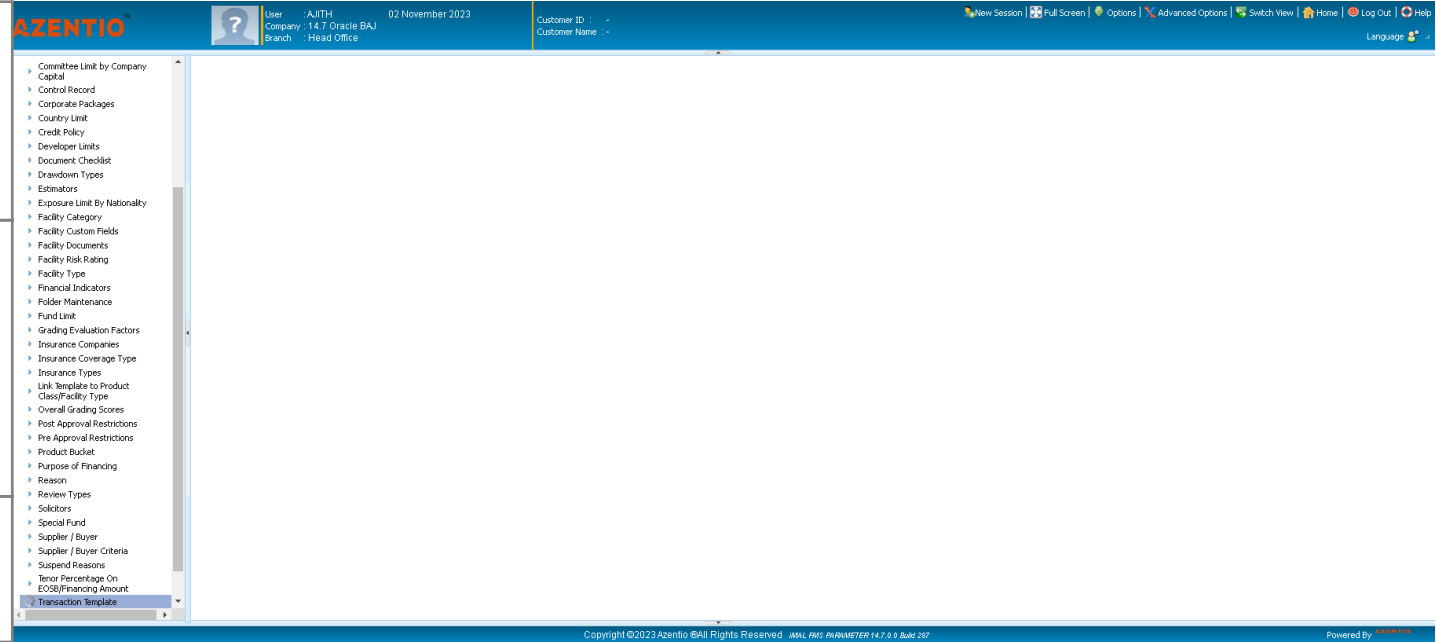 AZENTIO
User : AJITH 02 November 2023
Company : 14.7 Oracle BAJ
Branch : Head Office
Customer ID : -
Customer Name : -
New Session | Full Screen | Options | Advanced Options | Switch View | Home | Log Out | Help
Language
Committee Limit by Company
Capital
Control Record
Corporate Packages
Country Limit
Credit Policy
Developer Limits
Document Checklist
Drawdown Types
Estimators
Exposure Limit By Nationality
Facility Category
Facility Custom Fields
Facility Documents
Facility Risk Rating
Facility Type
Financial Indicators
Folder Maintenance
Fund Limit
Grading Evaluation Factors
Insurance Companies
Insurance Coverage Type
Insurance Types
Link Template to Product
Class/Facility Type
Overall Grading Scores
Post Approval Restrictions
Pre Approval Restrictions
Product Bucket
Purpose of Financing
Reason
Review Types
Solicitors
Special Fund
Supplier / Buyer
Supplier / Buyer Criteria
Suspend Reasons
Tenor Percentage On
EOSB/Financing Amount
Transaction Template
Copyright ©2023 Azentio ®All Rights Reserved IMAL FMS PARAMETER 14.7.0.0 Build 287
Powered By AZENTIO